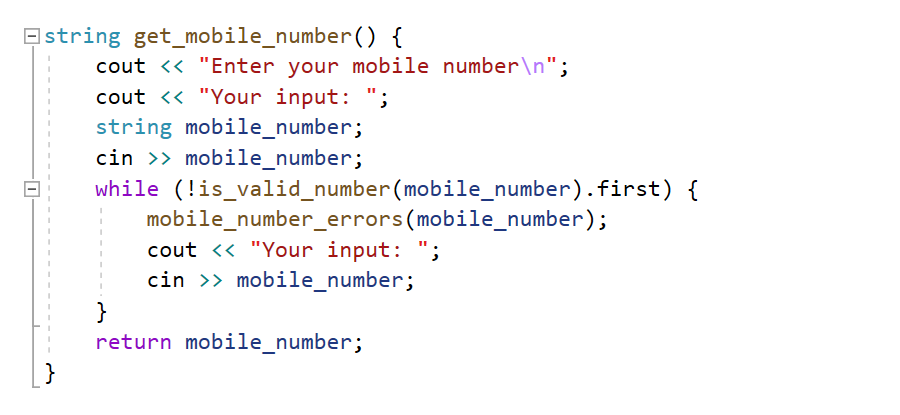 string get_mobile_number() {
    cout << "Enter your mobile number\n";
    cout << "Your input: ";
    string mobile_number;
    cin >> mobile_number;
    while (!is_valid_number(mobile_number).first) {
        mobile_number_errors(mobile_number);
        cout << "Your input: ";
        cin >> mobile_number;
    }
    return mobile_number;
}